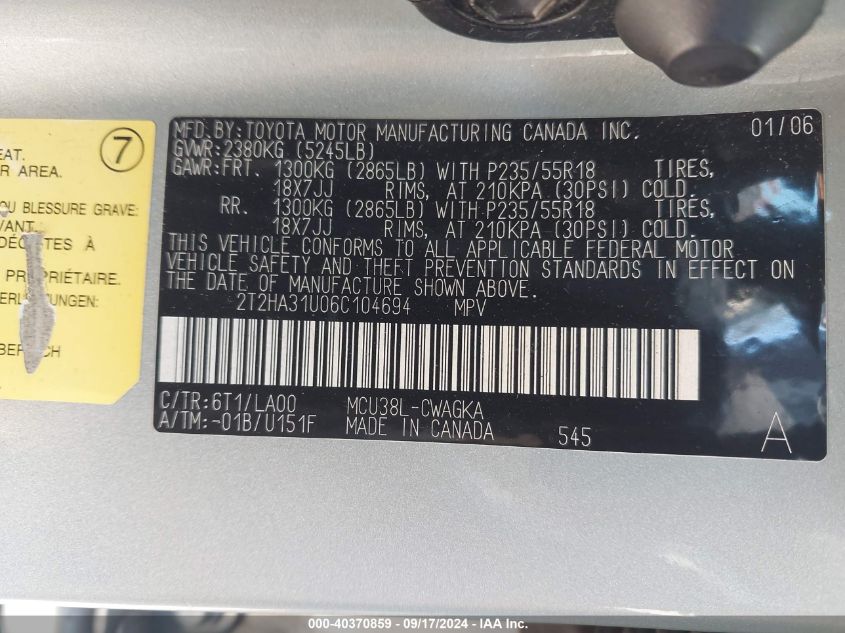 7
EAT.
R AREA.
OU BLESSURE GRAVE:
VANT.
DÉCOTES À
PROPRIÉTAIRE.
ERLETZUNGEN:
BEREICH
MFD.BY:TOYOTA MOTOR MANUFACTURING CANADA INC. 01/06
GVWR:2380KG (5245LB)
GAWR:FRT. 1300KG (2865LB) WITH P235/55R18 TIRES,
18X7JJ RIMS, AT 210KPA (30PSI) COLD.
RR. 1300KG (2865LB) WITH P235/55R18 TIRES,
18X7JJ RIMS, AT 210KPA (30PSI) COLD.
THIS VEHICLE CONFORMS TO ALL APPLICABLE FEDERAL MOTOR
VEHICLE SAFETY AND THEFT PREVENTION STANDARDS IN EFFECT ON
THE DATE OF MANUFACTURE SHOWN ABOVE.
2T2HA31U06C104694 MPV
C/TR:6T1/LA00 MCU38L-CWAGKA
A/TM:-01B/U151F MADE IN CANADA 545 A
000-40370859 - 09/17/2024 - IAA Inc.